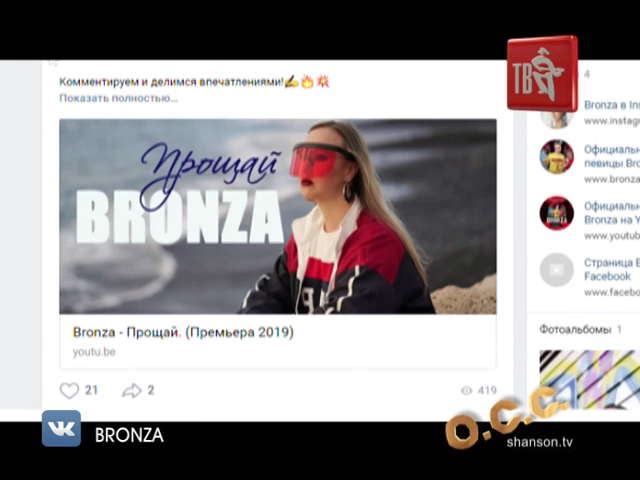 ТВ
4
Комментируем и делимся впечатлениями!
Показать полностью...
Bronza в Ins
www.instag
Прощай
BRONZA
Официальн
певицы Bro
www.bronza
Официальн
Bronza на Y
www.youtub
Страница B
Facebook
www.facebo
Bronza - Прощай. (Премьера 2019)
youtu.be
Фотоальбомы 1
21
2
419
BRONZA
О.С.С.
shanson.tv